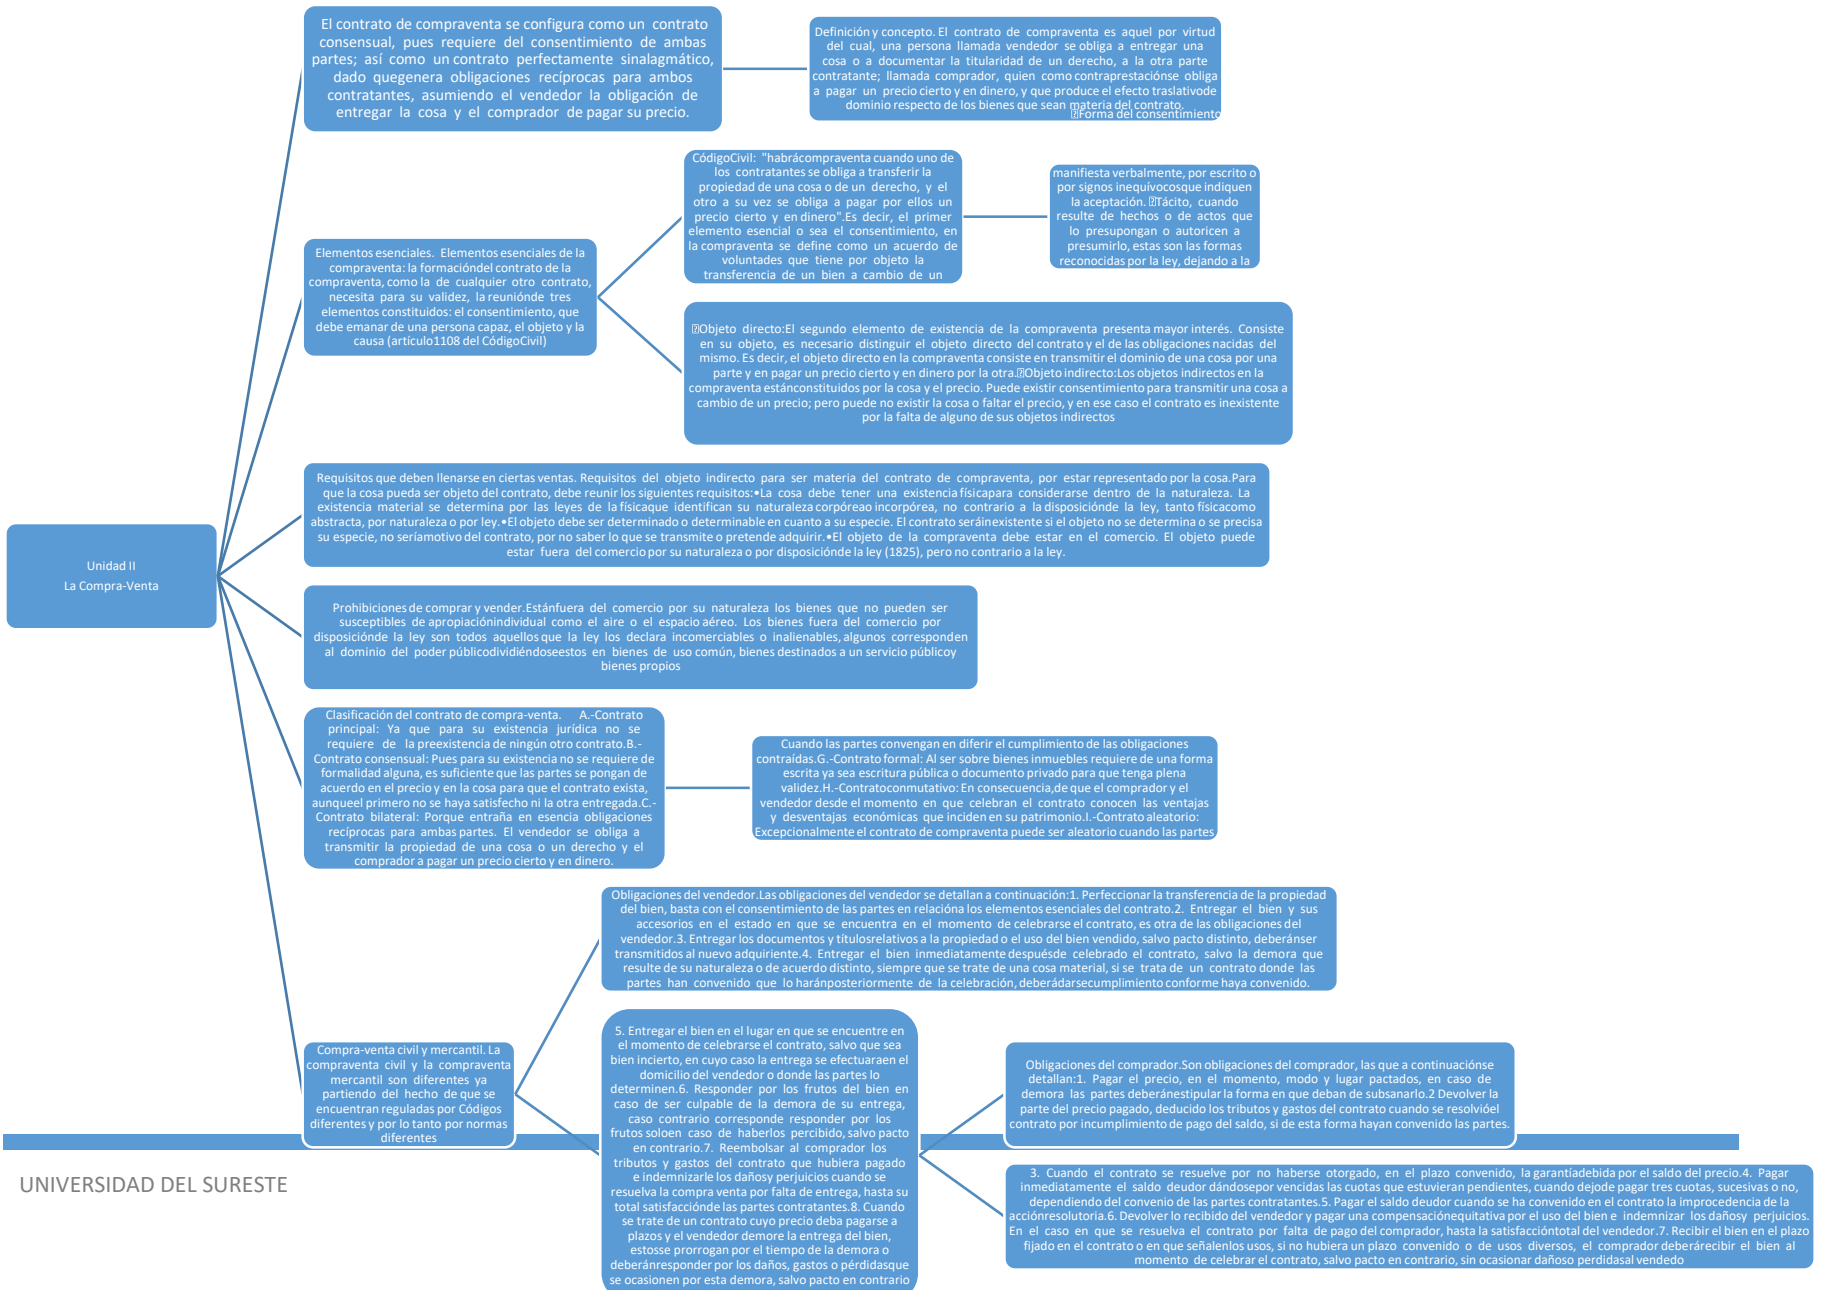 El contrato de compraventa se configura como un contrato
consensual, pues requiere del consentimiento de ambas
partes; así como un contrato perfectamente sinalagmático,
dado quegenera obligaciones recíprocas para ambos
contratantes, asumiendo el vendedor la obligación de
entregar la cosa y el comprador de pagar su precio.
Definición y concepto. El contrato de compraventa es aquel por virtud
del cual, una persona llamada vendedor se obliga a entregar una
cosa o a documentar la titularidad de un derecho, a la otra parte
contratante; llamada comprador, quien como contraprestaciónse obliga
a pagar un precio cierto y en dinero, y que produce el efecto traslativode
dominio respecto de los bienes que sean materia del contrato.
Forma del consentimiento
CódigoCivil: "habrácompraventa cuando uno de
los contratantes se obliga a transferir la
propiedad de una cosa o de un derecho, y el
otro a su vez se obliga a pagar por ellos un
precio cierto y en dinero".Es decir, el primer
elemento esencial o sea el consentimiento, en
la compraventa se define como un acuerdo de
voluntades que tiene por objeto la
transferencia de un bien a cambio de un
manifiesta verbalmente, por escrito o
por signos inequívocosque indiquen
la aceptación. Tácito, cuando
resulte de hechos o de actos que
lo presupongan o autoricen a
presumirlo, estas son las formas
reconocidas por la ley, dejando a la
Elementos esenciales. Elementos esenciales de la
compraventa: la formacióndel contrato de la
compraventa, como la de cualquier otro contrato,
necesita para su validez, la reuniónde tres
elementos constituidos: el consentimiento, que
debe emanar de una persona capaz, el objeto y la
causa (artículo1108 del CódigoCivil)
Objeto directo:El segundo elemento de existencia de la compraventa presenta mayor interés. Consiste
en su objeto, es necesario distinguir el objeto directo del contrato y el de las obligaciones nacidas del
mismo. Es decir, el objeto directo en la compraventa consiste en transmitir el dominio de una cosa por una
parte y en pagar un precio cierto y en dinero por la otra.Objeto indirecto:Los objetos indirectos en la
compraventa estánconstituidos por la cosa y el precio. Puede existir consentimiento para transmitir una cosa a
cambio de un precio; pero puede no existir la cosa o faltar el precio, y en ese caso el contrato es inexistente
por la falta de alguno de sus objetos indirectos
Requisitos que deben llenarse en ciertas ventas. Requisitos del objeto indirecto para ser materia del contrato de compraventa, por estar representado por la cosa.Para
que la cosa pueda ser objeto del contrato, debe reunir los siguientes requisitos:•La cosa debe tener una existencia físicapara considerarse dentro de la naturaleza. La
existencia material se determina por las leyes de la físicaque identifican su naturaleza corpóreao incorpórea, no contrario a la disposiciónde la ley, tanto físicacomo
abstracta, por naturaleza o por ley.•El objeto debe ser determinado o determinable en cuanto a su especie. El contrato seráinexistente si el objeto no se determina o se precisa
su especie, no seríamotivo del contrato, por no saber lo que se transmite o pretende adquirir.•El objeto de la compraventa debe estar en el comercio. El objeto puede
estar fuera del comercio por su naturaleza o por disposiciónde la ley (1825), pero no contrario a la ley.
Unidad II
La Compra-Venta
Prohibiciones de comprar y vender.Estánfuera del comercio por su naturaleza los bienes que no pueden ser
susceptibles de apropiaciónindividual como el aire o el espacio aéreo. Los bienes fuera del comercio por
disposiciónde la ley son todos aquellos que la ley los declara incomerciables o inalienables, algunos corresponden
al dominio del poder públicodividiéndoseestos en bienes de uso común, bienes destinados a un servicio públicoy
bienes propios
Clasificación del contrato de compra-venta. A.-Contrato
principal: Ya que para su existencia jurídica no se
requiere de la preexistencia de ningún otro contrato.B.-
Contrato consensual: Pues para su existencia no se requiere de
formalidad alguna, es suficiente que las partes se pongan de
acuerdo en el precio y en la cosa para que el contrato exista,
aunqueel primero no se haya satisfecho ni la otra entregada.C.-
Contrato bilateral: Porque entraña en esencia obligaciones
recíprocas para ambas partes. El vendedor se obliga a
transmitir la propiedad de una cosa o un derecho y el
comprador a pagar un precio cierto y en dinero.
Cuando las partes convengan en diferir el cumplimiento de las obligaciones
contraídas.G.-Contrato formal: Al ser sobre bienes inmuebles requiere de una forma
escrita ya sea escritura pública o documento privado para que tenga plena
validez.H.-Contratoconmutativo: En consecuencia,de que el comprador y el
vendedor desde el momento en que celebran el contrato conocen las ventajas
y desventajas económicas que inciden en su patrimonio.I.-Contrato aleatorio:
Excepcionalmente el contrato de compraventa puede ser aleatorio cuando las partes
Obligaciones del vendedor.Las obligaciones del vendedor se detallan a continuación:1. Perfeccionar la transferencia de la propiedad
del bien, basta con el consentimiento de las partes en relacióna los elementos esenciales del contrato.2. Entregar el bien y sus
accesorios en el estado en que se encuentra en el momento de celebrarse el contrato, es otra de las obligaciones del
vendedor.3. Entregar los documentos y títulosrelativos a la propiedad o el uso del bien vendido, salvo pacto distinto, deberánser
transmitidos al nuevo adquiriente.4. Entregar el bien inmediatamente despuésde celebrado el contrato, salvo la demora que
resulte de su naturaleza o de acuerdo distinto, siempre que se trate de una cosa material, si se trata de un contrato donde las
partes han convenido que lo haránposteriormente de la celebración, deberádarsecumplimiento conforme haya convenido.
Compra-venta civil y mercantil. La
compraventa civil y la compraventa
mercantil son diferentes ya
partiendo del hecho de que se
encuentran reguladas por Códigos
diferentes y por lo tanto por normas
diferentes
5. Entregar el bien en el lugar en que se encuentre en
el momento de celebrarse el contrato, salvo que sea
bien incierto, en cuyo caso la entrega se efectuaraen el
domicilio del vendedor o donde las partes lo
determinen.6. Responder por los frutos del bien en
caso de ser culpable de la demora de su entrega,
caso contrario corresponde responder por los
frutos soloen caso de haberlos percibido, salvo pacto
en contrario.7. Reembolsar al comprador los
tributos y gastos del contrato que hubiera pagado
e indemnizarle los dañosy perjuicios cuando se
resuelva la compra venta por falta de entrega, hasta su
total satisfacciónde las partes contratantes.8. Cuando
se trate de un contrato cuyo precio deba pagarse a
plazos y el vendedor demore la entrega del bien,
estosse prorrogan por el tiempo de la demora o
deberánresponder por los daños, gastos o pérdidasque
se ocasionen por esta demora, salvo pacto en contrario
Obligaciones del comprador.Son obligaciones del comprador, las que a continuaciónse
detallan:1. Pagar el precio, en el momento, modo y lugar pactados, en caso de
demora las partes deberánestipular la forma en que deban de subsanarlo.2 Devolver la
parte del precio pagado, deducido los tributos y gastos del contrato cuando se resolvióel
contrato por incumplimiento de pago del saldo, si de esta forma hayan convenido las partes.
3. Cuando el contrato se resuelve por no haberse otorgado, en el plazo convenido, la garantíadebida por el saldo del precio.4. Pagar
inmediatamente el saldo deudor dándosepor vencidas las cuotas que estuvieran pendientes, cuando dejode pagar tres cuotas, sucesivas o no,
dependiendo del convenio de las partes contratantes.5. Pagar el saldo deudor cuando se ha convenido en el contrato la improcedencia de la
acciónresolutoria.6. Devolver lo recibido del vendedor y pagar una compensaciónequitativa por el uso del bien e indemnizar los dañosy perjuicios.
En el caso en que se resuelva el contrato por falta de pago del comprador, hasta la satisfaccióntotal del vendedor.7. Recibir el bien en el plazo
fijado en el contrato o en que señalenlos usos, si no hubiera un plazo convenido o de usos diversos, el comprador deberárecibir el bien al
momento de celebrar el contrato, salvo pacto en contrario, sin ocasionar dañoso perdidasal vendedo
UNIVERSIDAD DEL SURESTE